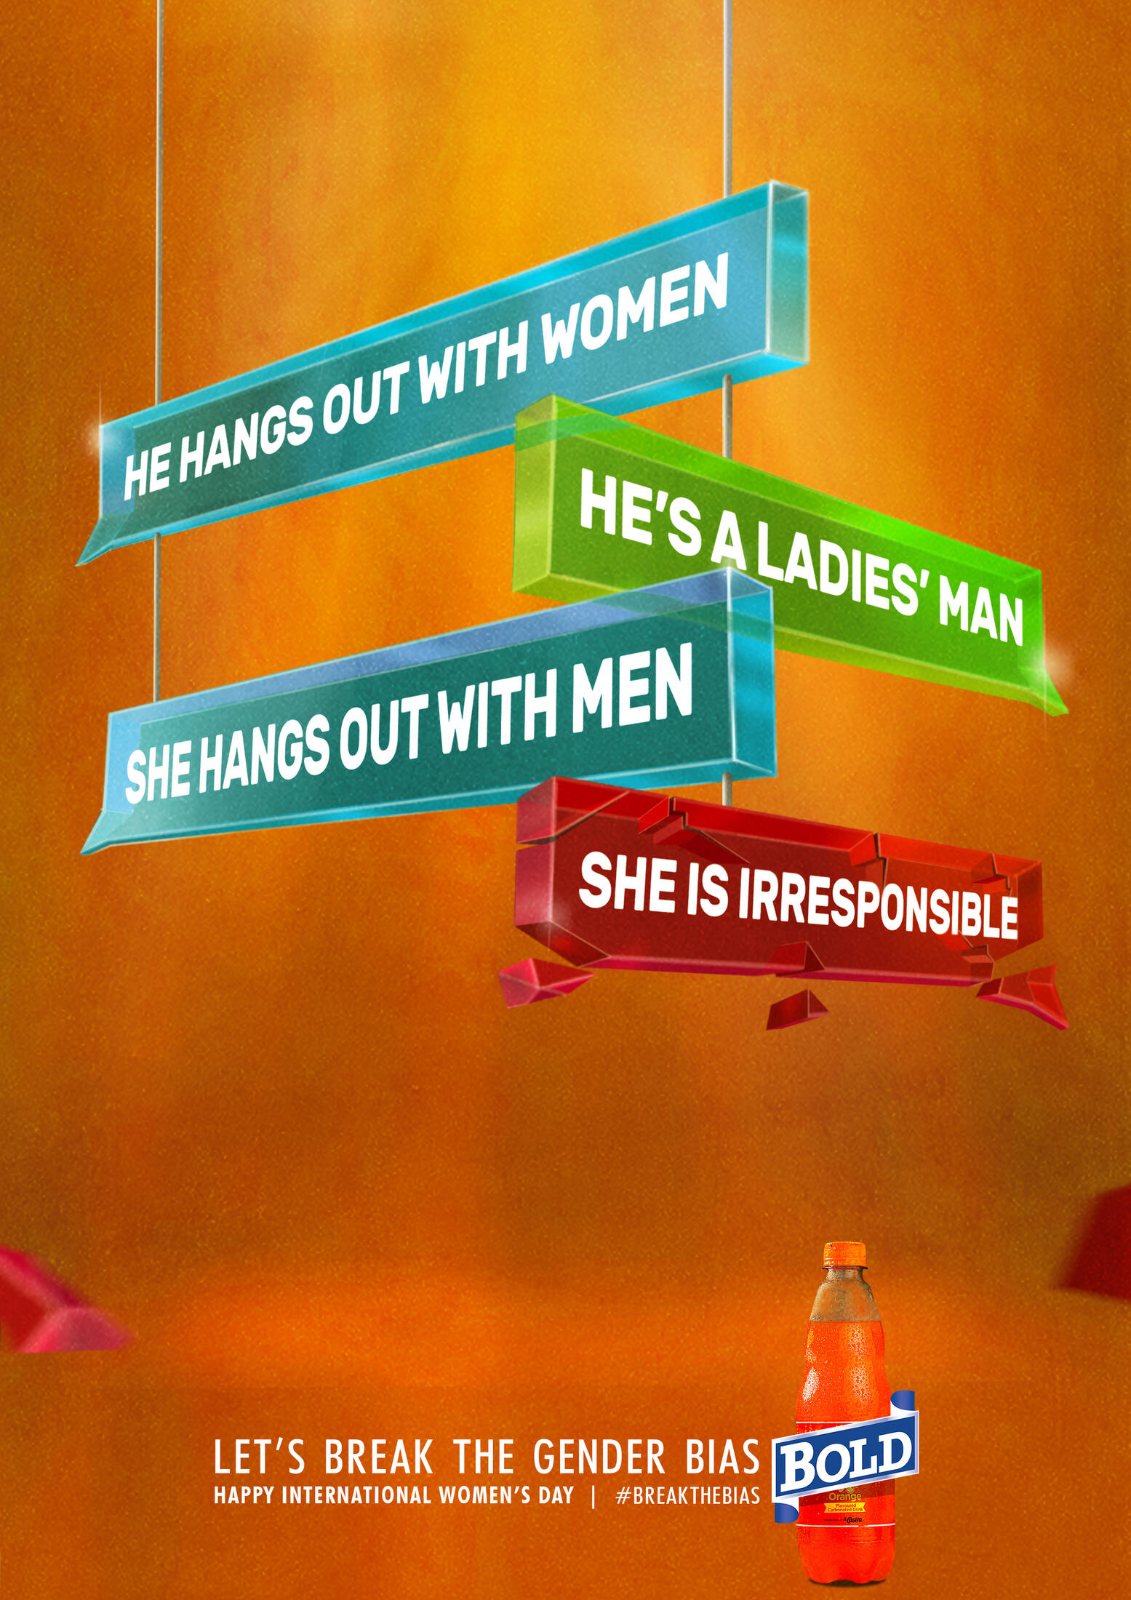 HE HANGS OUT WITH WOMEN
HE'S A LADIES' MAN
SHE HANGS OUT WITH MEN
SHE IS IRRESPONSIBLE
LET'S BREAK THE GENDER BIAS
HAPPY INTERNATIONAL WOMEN'S DAY | #BREAKTHEBIAS
BOLD
Orange